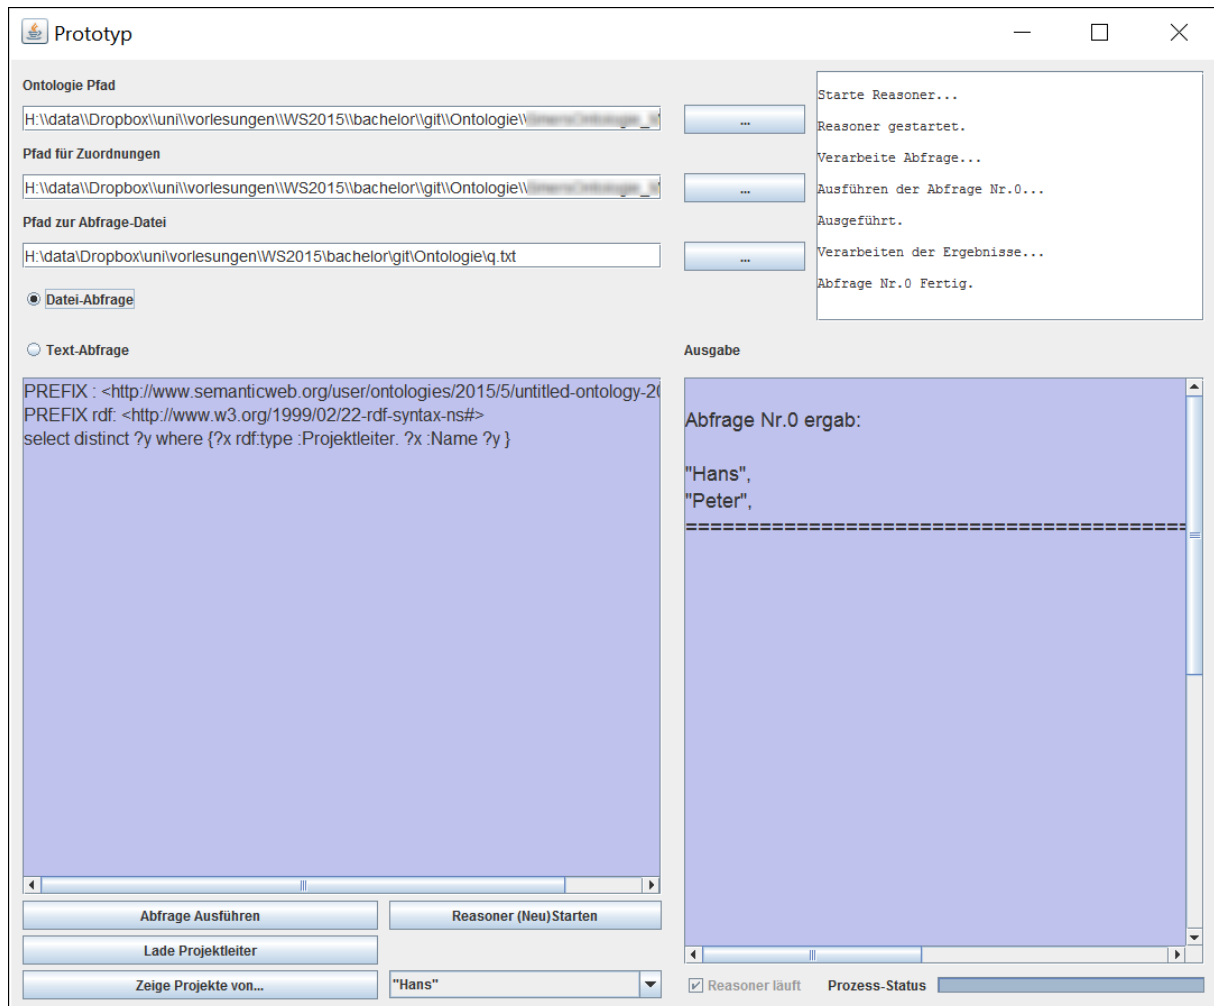 Prototyp
Ontologie Pfad
H:\\data\\Dropbox\\uni\\vorlesungen\\WS2015\\bachelor\\git\\Ontologie\\
...
Pfad für Zuordnungen
H:\\data\\Dropbox\\uni\\vorlesungen\\WS2015\\bachelor\\git\\Ontologie\\
...
Pfad zur Abfrage-Datei
H:\data\Dropbox\uni\vorlesungen\WS2015\bachelor\git\Ontologie\q.txt
...
Starte Reasoner...
Reasoner gestartet.
Verarbeite Abfrage...
Ausführen der Abfrage Nr.0...
Ausgeführt.
Verarbeiten der Ergebnisse...
Abfrage Nr.0 Fertig.
Datei-Abfrage
Text-Abfrage
PREFIX : <http://www.semanticweb.org/user/ontologies/2015/5/untitled-ontology-20
PREFIX rdf: <http://www.w3.org/1999/02/22-rdf-syntax-ns#>
select distinct ?y where {?x rdf:type :Projektleiter. ?x :Name ?y }
Ausgabe
Abfrage Nr.0 ergab:
"Hans",
"Peter",
==========================================
Abfrage Ausführen
Reasoner (Neu)Starten
Lade Projektleiter
Zeige Projekte von...
"Hans"
Reasoner läuft
Prozess-Status